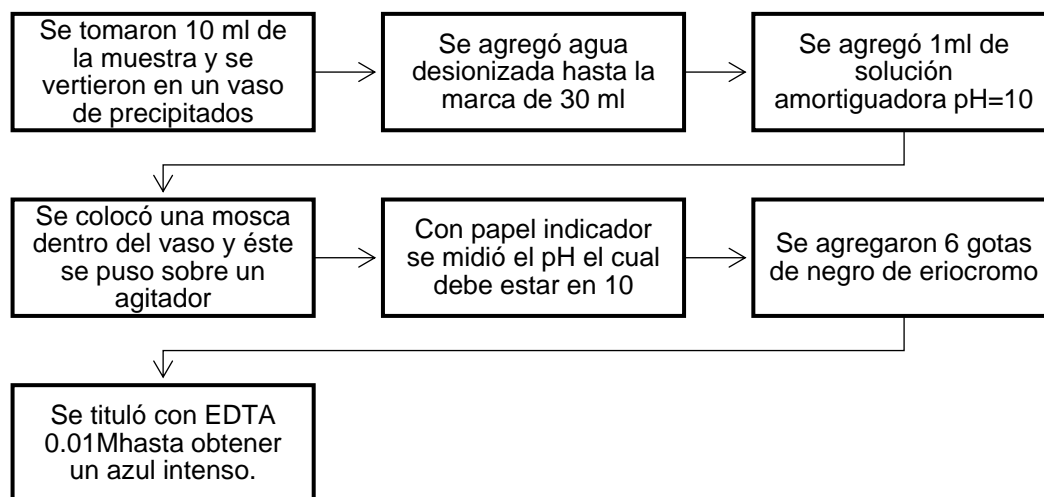 Se tomaron 10 ml de
la muestra y se
vertieron en un vaso
de precipitados
Se agregó agua
desionizada hasta la
marca de 30 ml
Se agregó 1ml de
solución
amortiguadora pH=10
Se colocó una mosca
dentro del vaso y éste
se puso sobre un
agitador
Con papel indicador
se midió el pH el cual
debe estar en 10
Se agregaron 6 gotas
de negro de eriocromo
Se tituló con EDTA
0.01Mhasta obtener
un azul intenso.